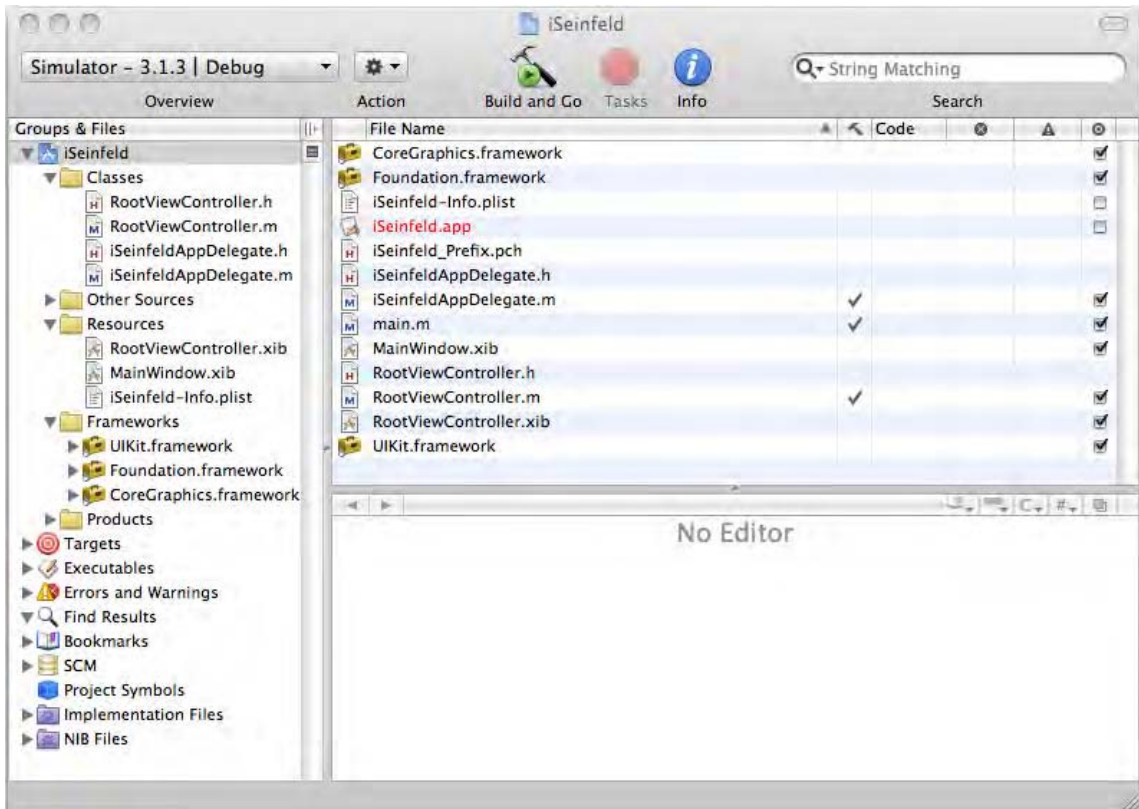 iSeinfeld
Simulator - 3.1.3 | Debug
String Matching
Overview
Action
Build and Go
Tasks
Info
Search
Groups & Files
iSeinfeld
Classes
RootViewController.h
RootViewController.m
iSeinfeldAppDelegate.h
iSeinfeldAppDelegate.m
Other Sources
Resources
RootViewController.xib
MainWindow.xib
iSeinfeld-Info.plist
Frameworks
UIKit.framework
Foundation.framework
CoreGraphics.framework
Products
Targets
Executables
Errors and Warnings
Find Results
Bookmarks
SCM
Project Symbols
Implementation Files
NIB Files
File Name
Code
CoreGraphics.framework
Foundation.framework
iSeinfeld-Info.plist
iSeinfeld.app
iSeinfeld_Prefix.pch
iSeinfeldAppDelegate.h
iSeinfeldAppDelegate.m
main.m
MainWindow.xib
RootViewController.h
RootViewController.m
RootViewController.xib
UIKit.framework
C #
No Editor